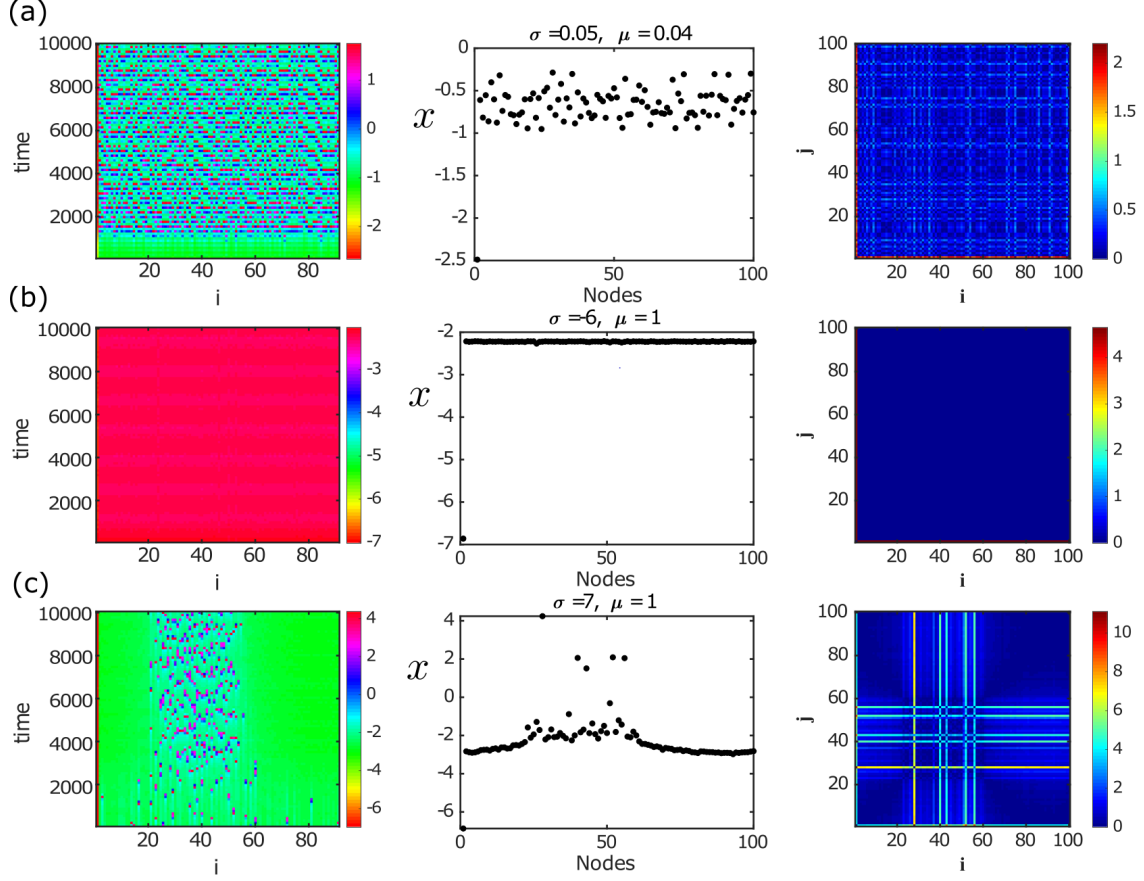 (a)
σ=0.05, μ=0.04
10000
8000
6000
4000
2000
time
20 40 60 80
i
1
0
-1
-2
0
-0.5
-1
-1.5
-2
-2.5
x
0 50 100
Nodes
100
80
60
40
20
j
20 40 60 80 100
i
2
1.5
1
0.5
0
(b)
σ=-6, μ=1
10000
8000
6000
4000
2000
time
20 40 60 80
i
-3
-4
-5
-6
-7
-2
-3
-4
-5
-6
-7
x
0 50 100
Nodes
100
80
60
40
20
j
20 40 60 80 100
i
4
3
2
1
0
(c)
σ=7, μ=1
10000
8000
6000
4000
2000
time
20 40 60 80
i
4
2
0
-2
-4
-6
4
2
0
-2
-4
-6
x
0 50 100
Nodes
100
80
60
40
20
j
20 40 60 80 100
i
10
8
6
4
2
0